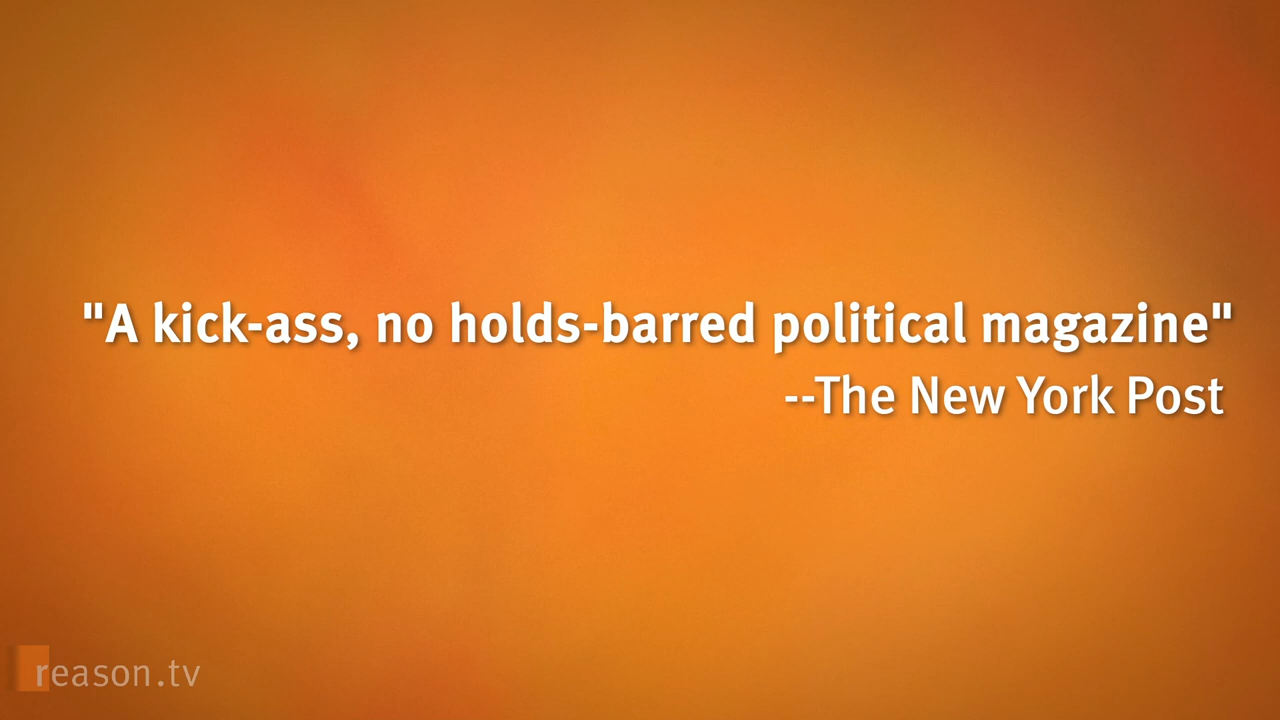 "A kick-ass, no holds-barred political magazine"
--The New York Post
reason.tv